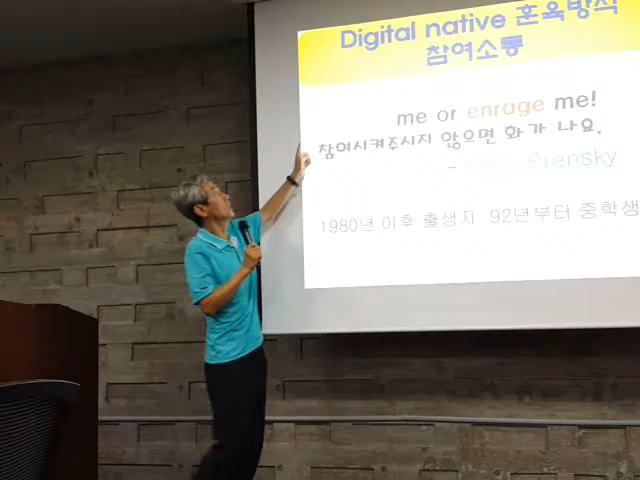 Digital native 훈육방식
참여소통
me or enrage me!
참여시켜주시지 않으면 화가 나요.
- Prensky
1980년 이후 출생자 92년부터 중학생